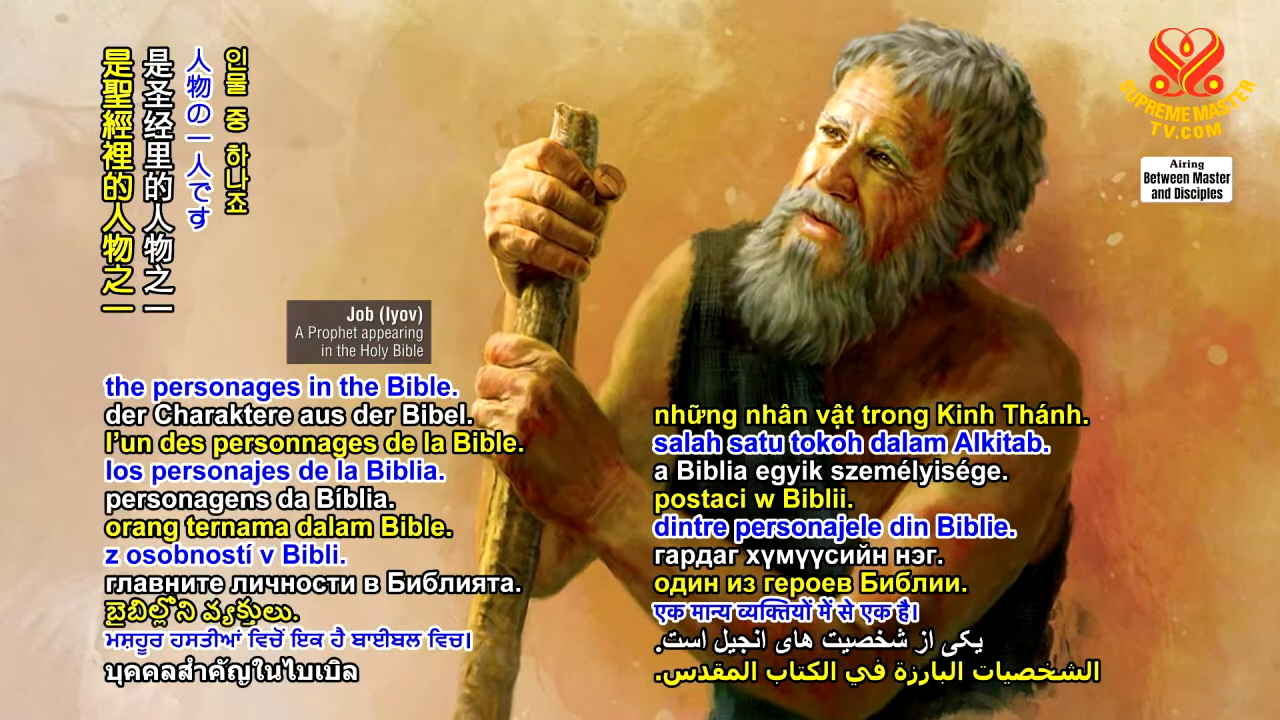 是聖經裡的人物之一
是圣经里的人物之一
人物の一人です
인물 중 하나죠
SUPREME MASTER
TV.COM
Airing
Between Master
and Disciples
Job (Iyov)
A Prophet appearing
in the Holy Bible
the personages in the Bible.
der Charaktere aus der Bibel.
l’un des personnages de la Bible.
los personajes de la Biblia.
personagens da Bíblia.
orang ternama dalam Bible.
z osobností v Bibli.
главните личности в Библията.
బైబిల్లోని వ్యక్తులు.
ਮਸ਼ਹੂਰ ਹਸਤੀਆਂ ਵਿਚੋਂ ਇਕ ਹੈ ਬਾਈਬਲ ਵਿਚ।
บุคคลสำคัญในไบเบิล
những nhân vật trong Kinh Thánh.
salah satu tokoh dalam Alkitab.
a Biblia egyik személyisége.
postaci w Biblii.
dintre personajele din Biblie.
гардаг хүмүүсийн нэг.
один из героев Библии.
एक मान्य व्यक्तियों में से एक है।
یکی از شخصیت های انجیل است.
الشخصيات البارزة في الكتاب المقدس.